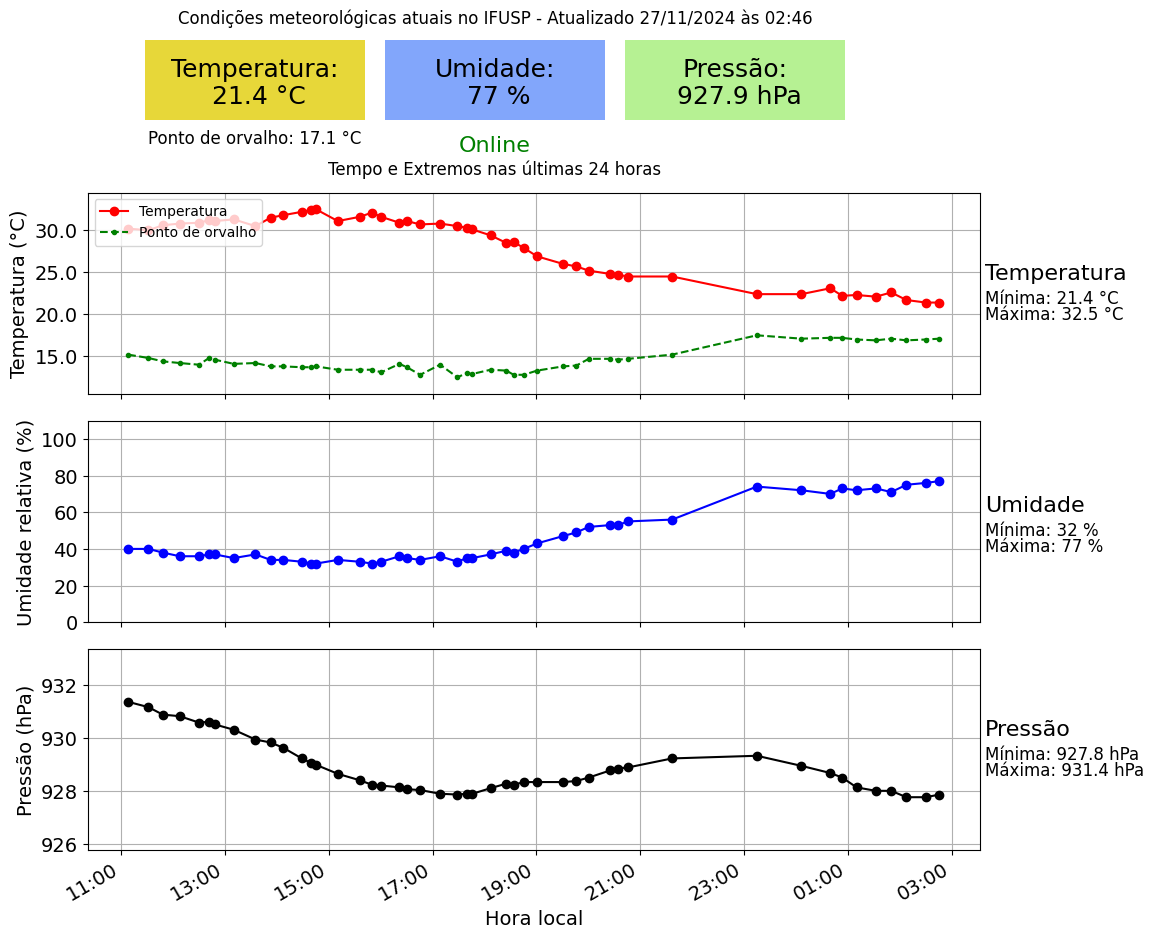 Condições meteorológicas atuais no IFUSP - Atualizado 27/11/2024 às 02:46
Temperatura:
21.4 °C
Umidade:
77 %
Pressão:
927.9 hPa
Ponto de orvalho: 17.1 °C
Online
Tempo e Extremos nas últimas 24 horas
Temperatura
Ponto de orvalho
Temperatura (°C)
30.0
25.0
20.0
15.0
Temperatura
Mínima: 21.4 °C
Máxima: 32.5 °C
Umidade relativa (%)
100
80
60
40
20
0
Umidade
Mínima: 32 %
Máxima: 77 %
Pressão (hPa)
932
930
928
926
Pressão
Mínima: 927.8 hPa
Máxima: 931.4 hPa
11:00
13:00
15:00
17:00
19:00
21:00
23:00
01:00
03:00
Hora local